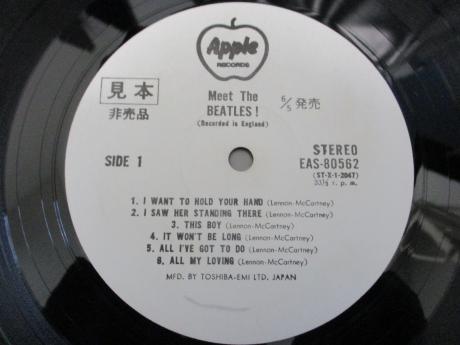 Apple
RECORDS
見本
非売品
Meet The
BEATLES!
(Recorded in England)
6/5 発売
SIDE 1
STEREO
EAS-80562
(ST-X-1-2047)
33⅓ r.p.m.
1. I WANT TO HOLD YOUR HAND (Lennon-McCartney)
2. I SAW HER STANDING THERE (Lennon-McCartney)
3. THIS BOY (Lennon-McCartney)
4. IT WON'T BE LONG (Lennon-McCartney)
5. ALL I'VE GOT TO DO (Lennon-McCartney)
6. ALL MY LOVING (Lennon-McCartney)
MFD. BY TOSHIBA-EMI LTD. JAPAN